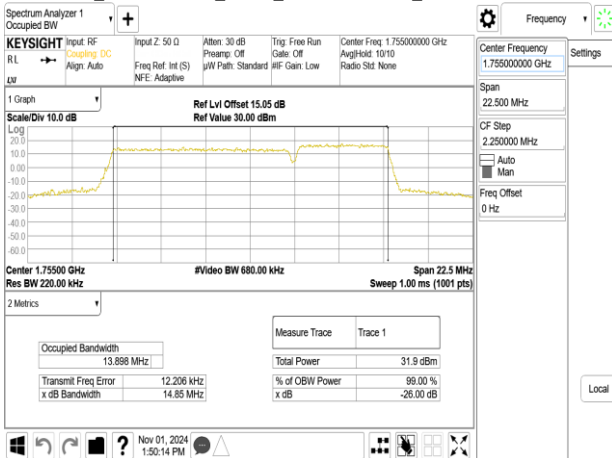 Spectrum Analyzer 1
Occupied BW
Frequency
KEYSIGHT
RL
LXI
Input: RF
Coupling: DC
Align: Auto
Input Z: 50 Ω
Freq Ref: Int (S)
NFE: Adaptive
Atten: 30 dB
Preamp: Off
µW Path: Standard
Trig: Free Run
Gate: Off
#IF Gain: Low
Center Freq: 1.755000000 GHz
Avg|Hold: 10/10
Radio Std: None
Center Frequency
1.755000000 GHz
Settings
Span
22.500 MHz
CF Step
2.250000 MHz
Auto
Man
Freq Offset
0 Hz
Local
1 Graph
Scale/Div 10.0 dB
Ref Lvl Offset 15.05 dB
Ref Value 30.00 dBm
Log
20.0
10.0
0.00
-10.0
-20.0
-30.0
-40.0
-50.0
-60.0
Center 1.75500 GHz
#Video BW 680.00 kHz
Span 22.5 MHz
Res BW 220.00 kHz
Sweep 1.00 ms (1001 pts)
2 Metrics
Occupied Bandwidth
13.898 MHz
Transmit Freq Error 12.206 kHz
x dB Bandwidth 14.85 MHz
Measure Trace Trace 1
Total Power 31.9 dBm
% of OBW Power 99.00 %
x dB -26.00 dB
Nov 01, 2024
1:50:14 PM